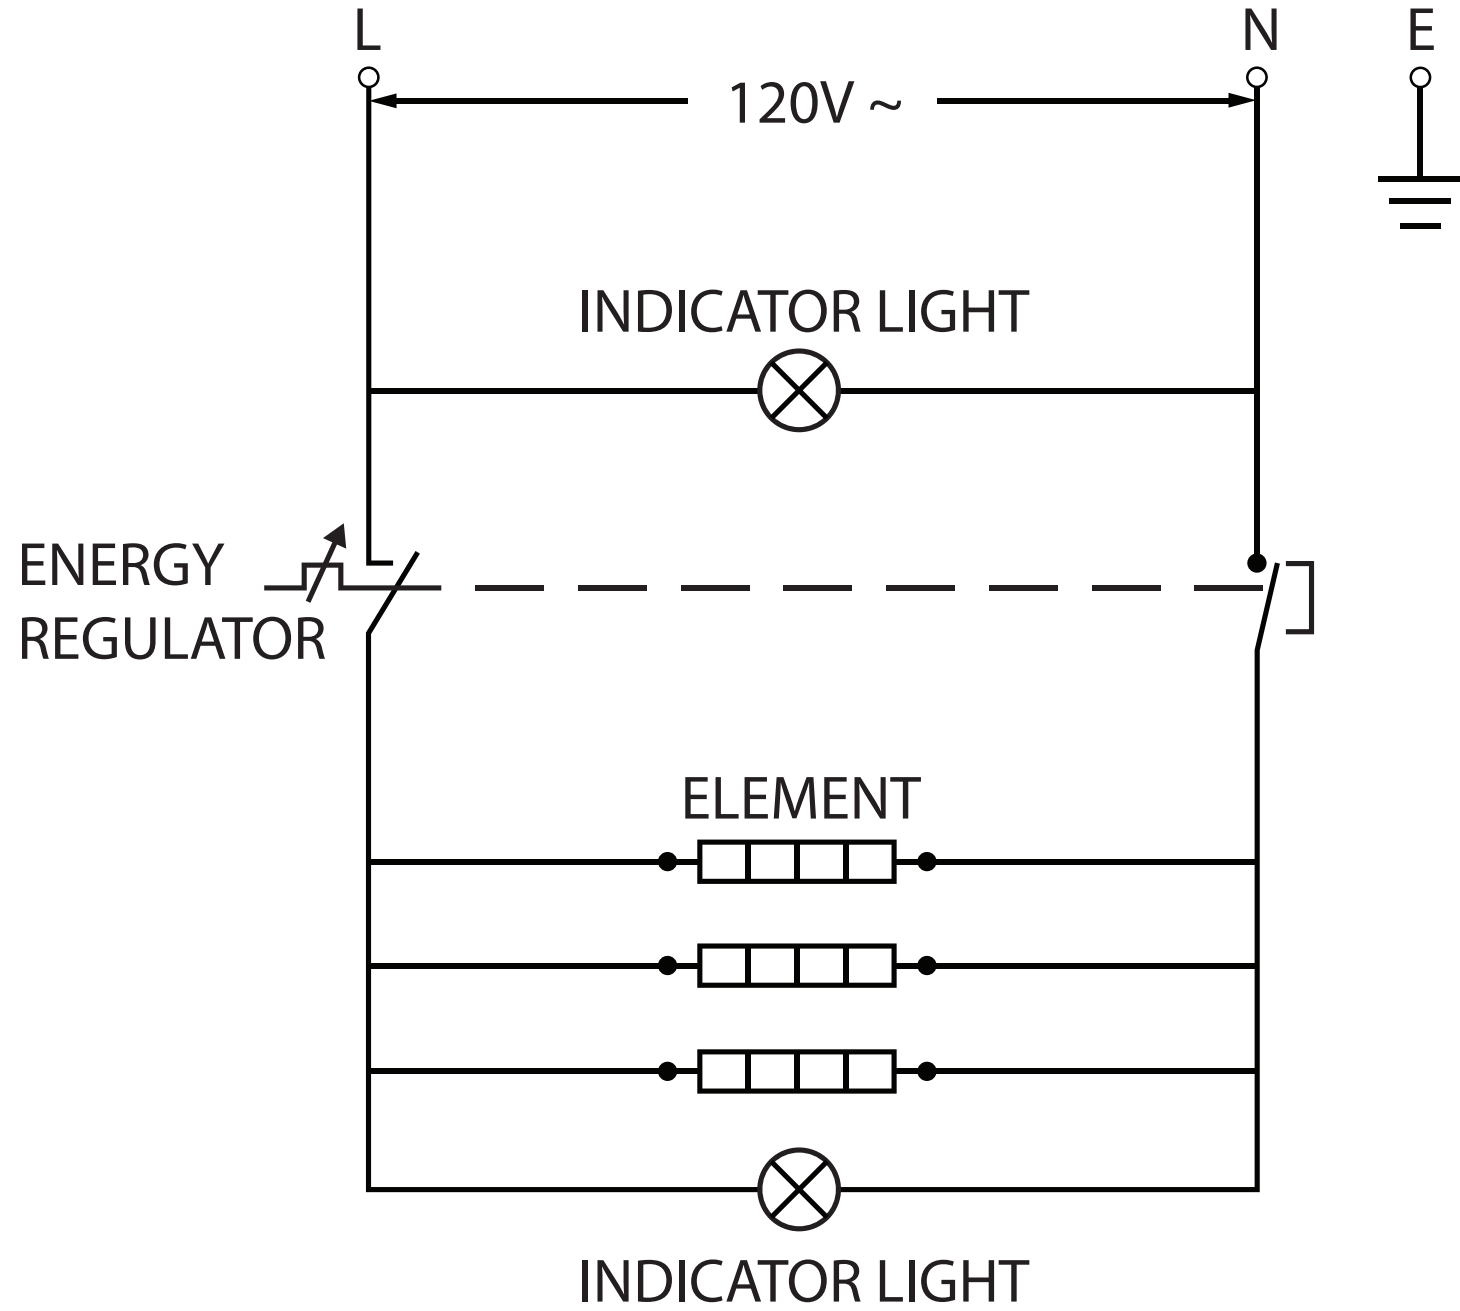 L N E
120V ~
INDICATOR LIGHT
ENERGY
REGULATOR
ELEMENT
INDICATOR LIGHT